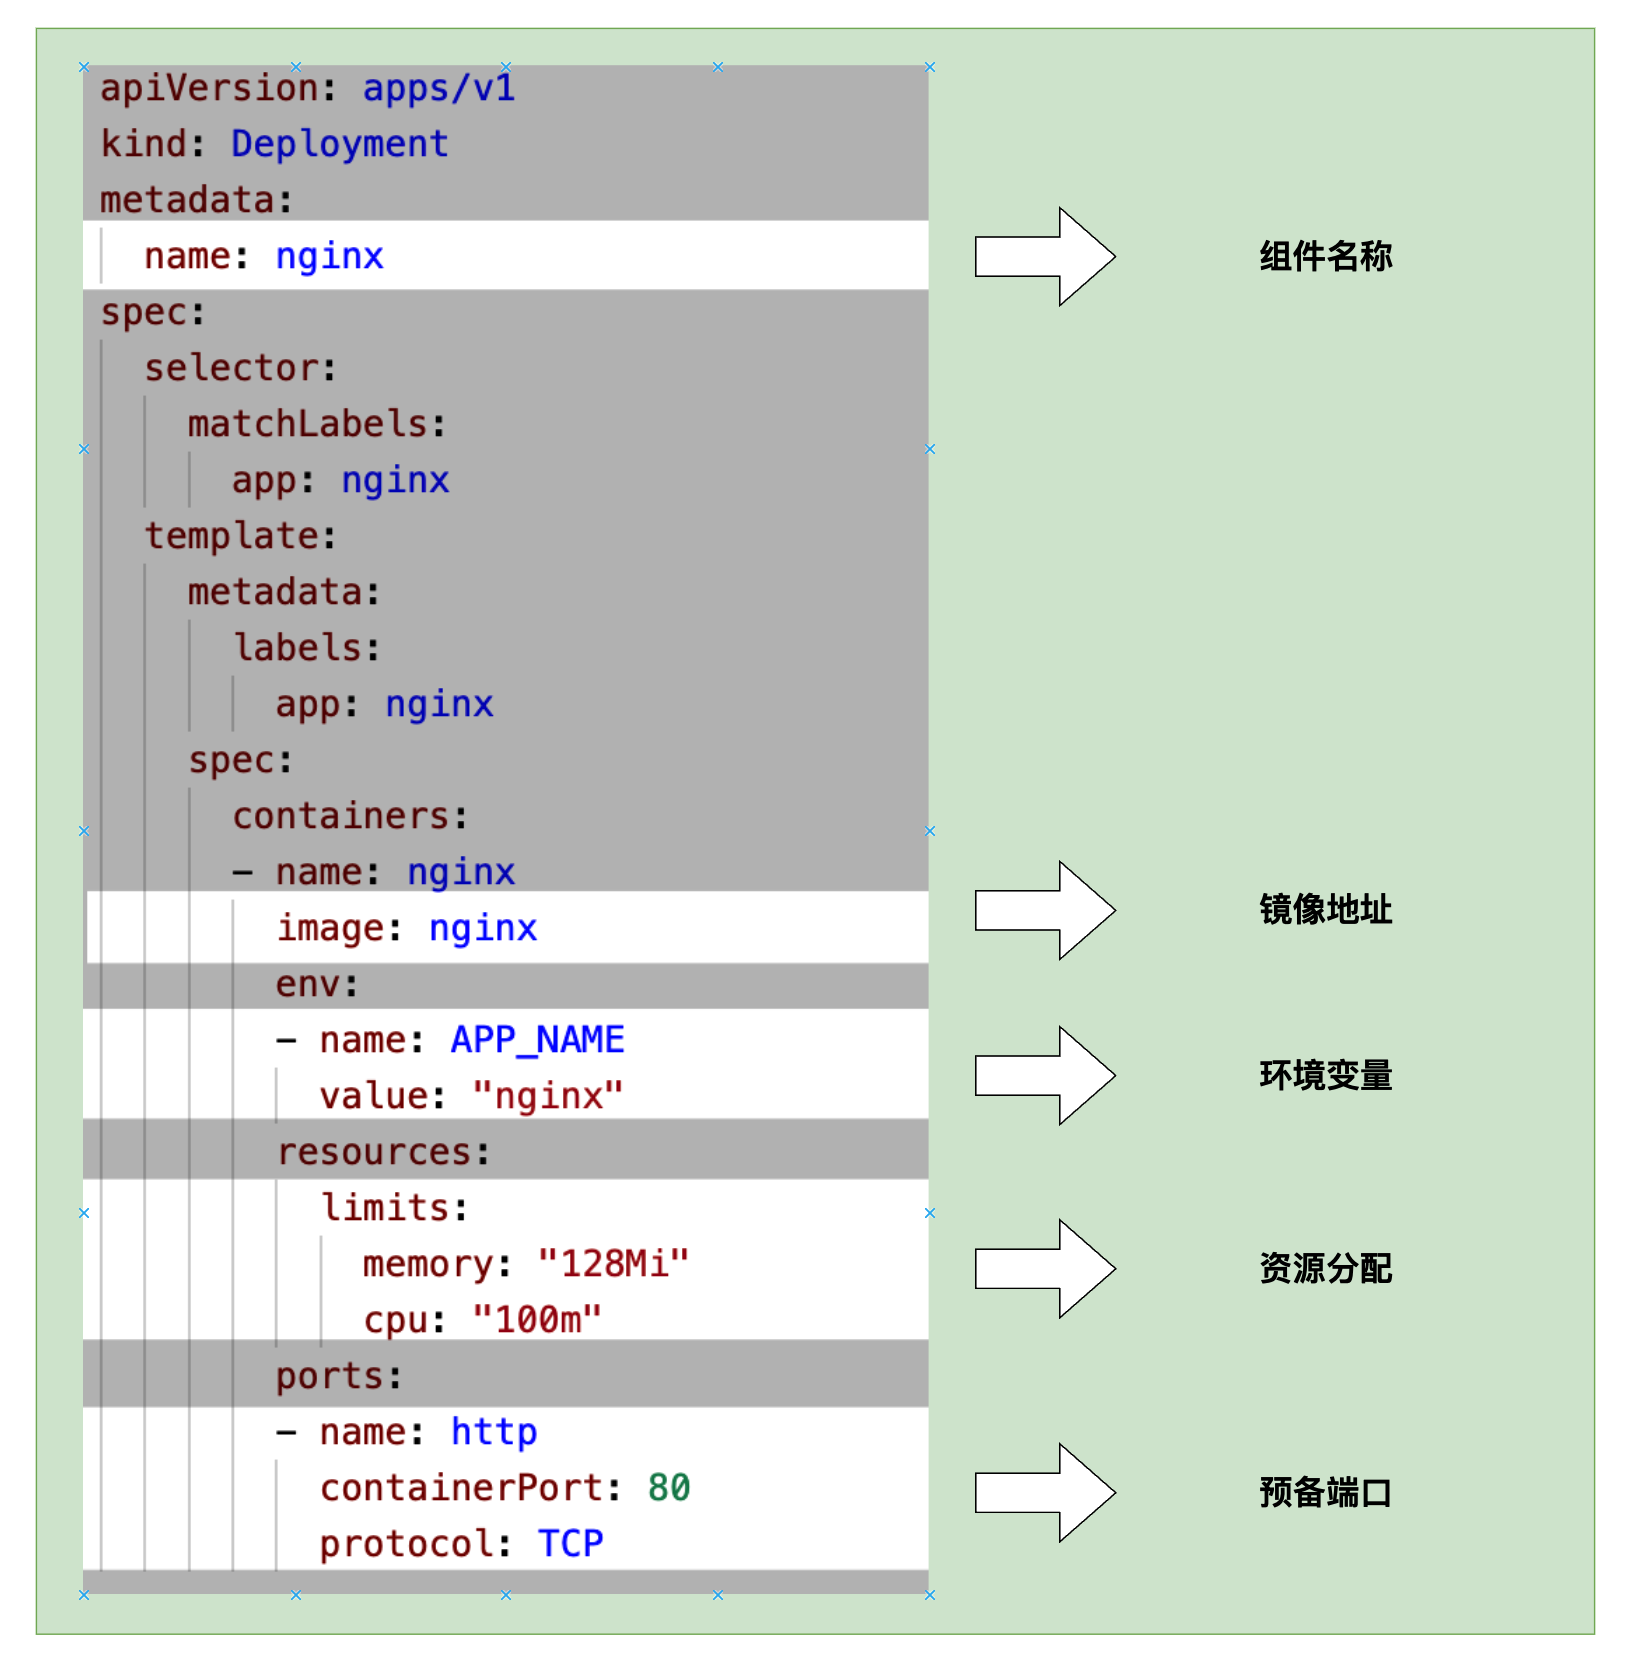 apiVersion: apps/v1
kind: Deployment
metadata:
  name: nginx
组件名称
spec:
  selector:
    matchLabels:
      app: nginx
  template:
    metadata:
      labels:
        app: nginx
    spec:
      containers:
      - name: nginx
        image: nginx
镜像地址
        env:
        - name: APP_NAME
          value: "nginx"
环境变量
        resources:
          limits:
            memory: "128Mi"
            cpu: "100m"
资源分配
        ports:
        - name: http
          containerPort: 80
          protocol: TCP
预备端口